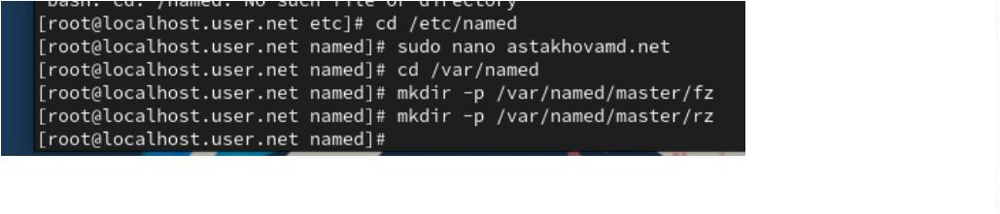 bash: cd: /named: No such file or directory
[root@localhost.user.net etc]# cd /etc/named
[root@localhost.user.net named]# sudo nano astakhovamd.net
[root@localhost.user.net named]# cd /var/named
[root@localhost.user.net named]# mkdir -p /var/named/master/fz
[root@localhost.user.net named]# mkdir -p /var/named/master/rz
[root@localhost.user.net named]#